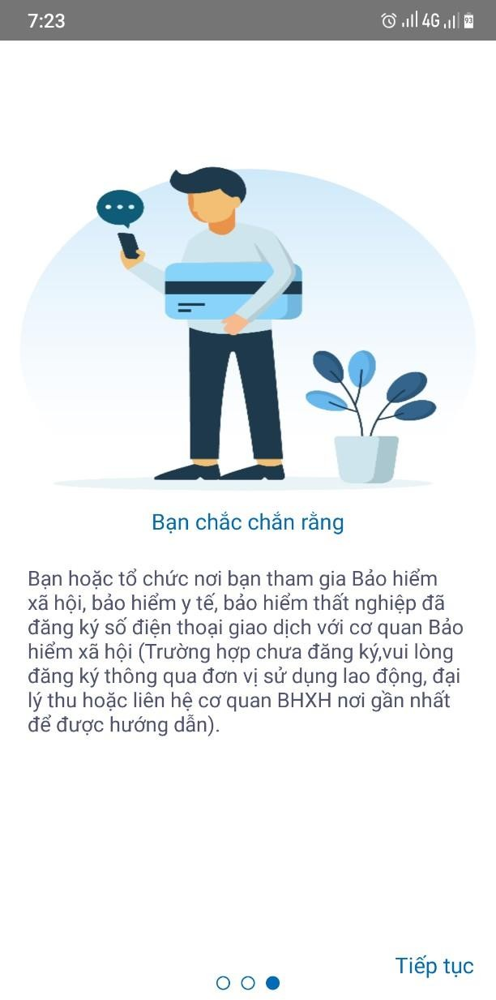 7:23
4G
93
Bạn chắc chắn rằng
Bạn hoặc tổ chức nơi bạn tham gia Bảo hiểm
xã hội, bảo hiểm y tế, bảo hiểm thất nghiệp đã
đăng ký số điện thoại giao dịch với cơ quan Bảo
hiểm xã hội (Trường hợp chưa đăng ký,vui lòng
đăng ký thông qua đơn vị sử dụng lao động, đại
lý thu hoặc liên hệ cơ quan BHXH nơi gần nhất
để được hướng dẫn).
Tiếp tục